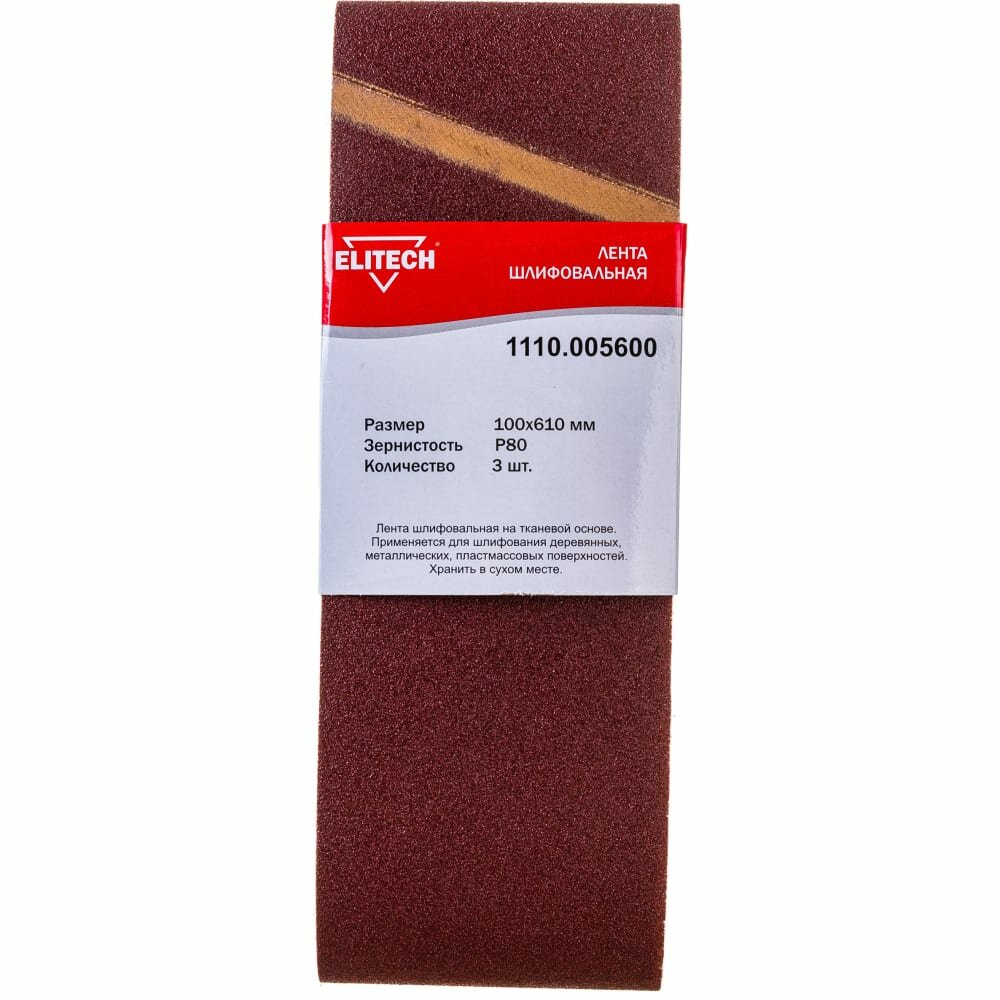 ELITECH®
ЛЕНТА
ШЛИФОВАЛЬНАЯ
1110.005600
Размер 100x610 мм
Зернистость P80
Количество 3 шт.
Лента шлифовальная на тканевой основе.
Применяется для шлифования деревянных,
металлических, пластмассовых поверхностей.
Хранить в сухом месте.